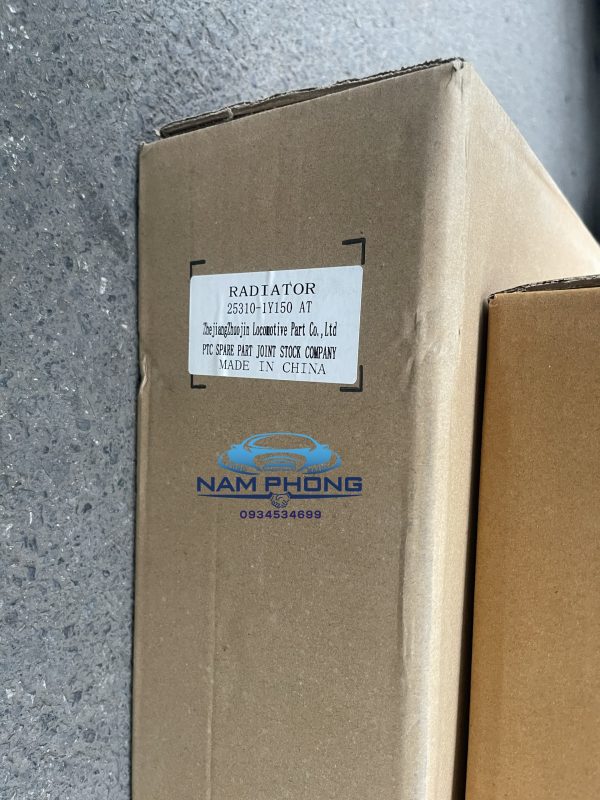 RADIATOR
25310-1Y150 AT
ZhejiangZhuojin Locomotive Part Co.,Ltd
PTC SPARE PART JOINT STOCK COMPANY
MADE IN CHINA
NAM PHONG
0934534699